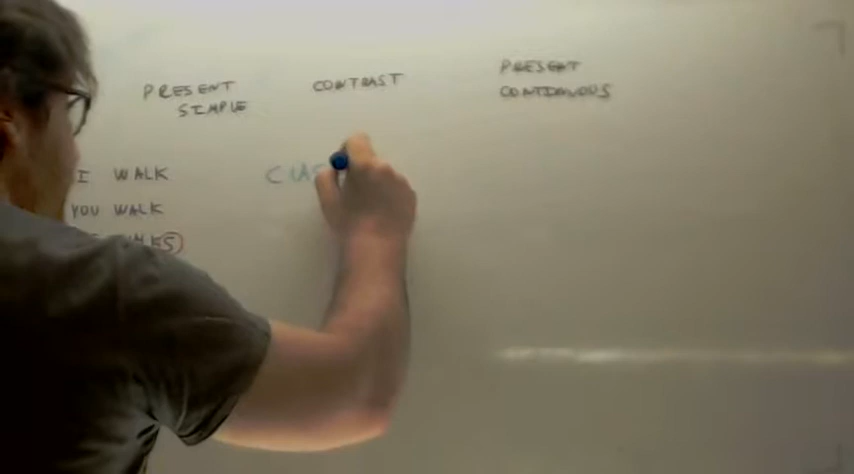 PRESENT SIMPLE
CONTRAST
PRESENT CONTINUOUS
I WALK
YOU WALK